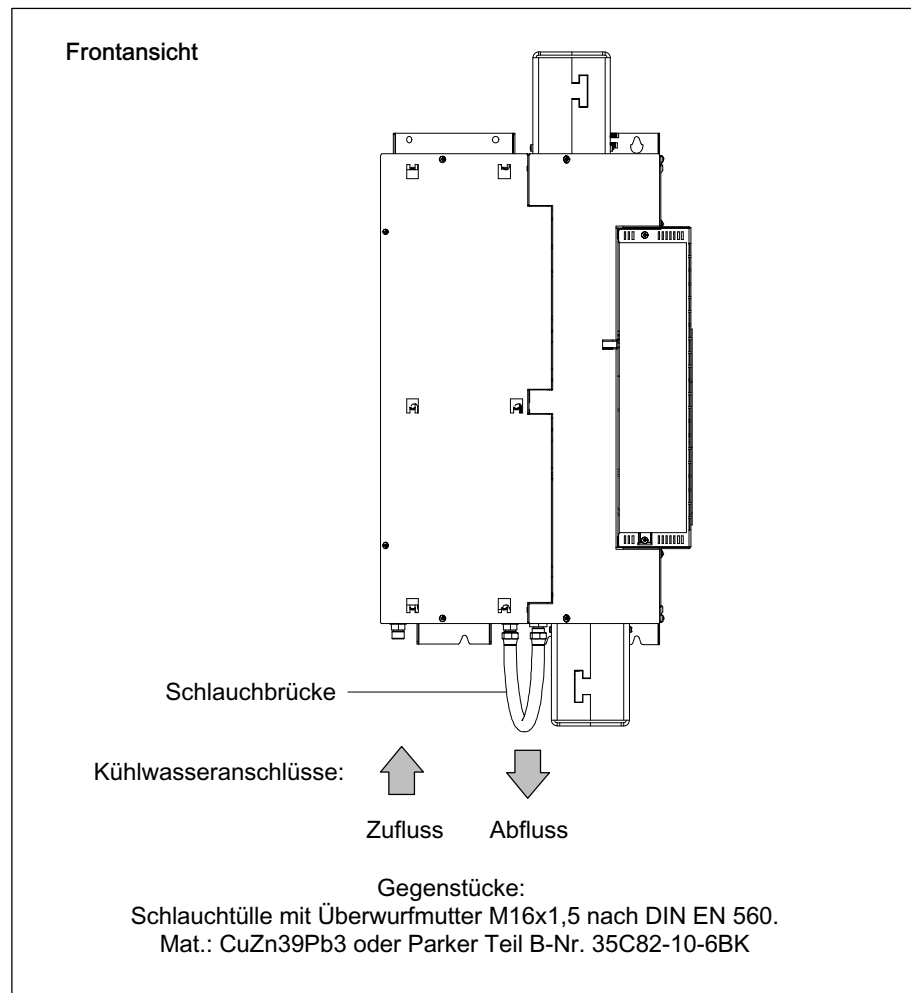 Frontansicht
Schlauchbrücke
Kühlwasseranschlüsse:
Zufluss Abfluss
Gegenstücke:
Schlauchtülle mit Überwurfmutter M16x1,5 nach DIN EN 560.
Mat.: CuZn39Pb3 oder Parker Teil B-Nr. 35C82-10-6BK